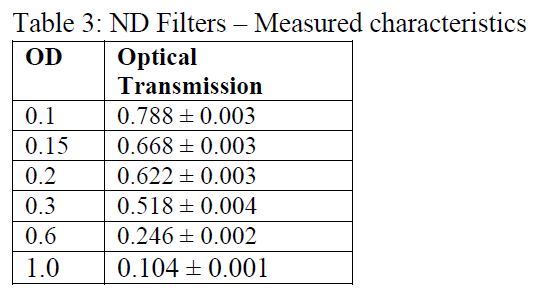 Table 3: ND Filters – Measured characteristics
OD Optical
Transmission
0.1 0.788 ± 0.003
0.15 0.668 ± 0.003
0.2 0.622 ± 0.003
0.3 0.518 ± 0.004
0.6 0.246 ± 0.002
1.0 0.104 ± 0.001